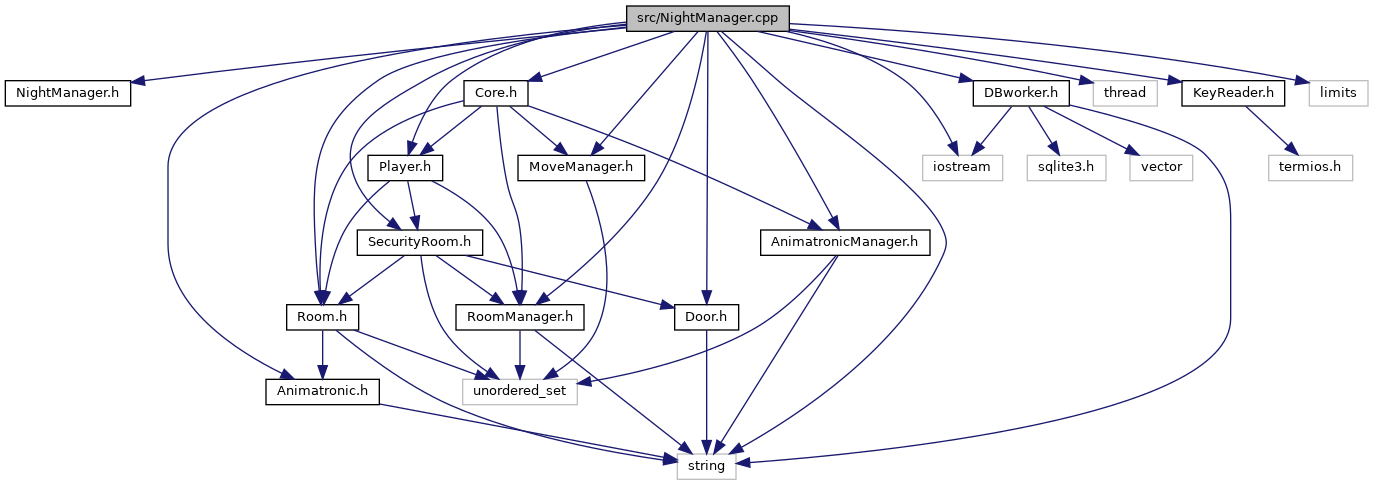 src/NightManager.cpp
NightManager.h
Core.h
DBworker.h
thread
KeyReader.h
limits
Player.h
MoveManager.h
iostream
sqlite3.h
vector
termios.h
SecurityRoom.h
AnimatronicManager.h
Room.h
RoomManager.h
Door.h
Animatronic.h
unordered_set
string